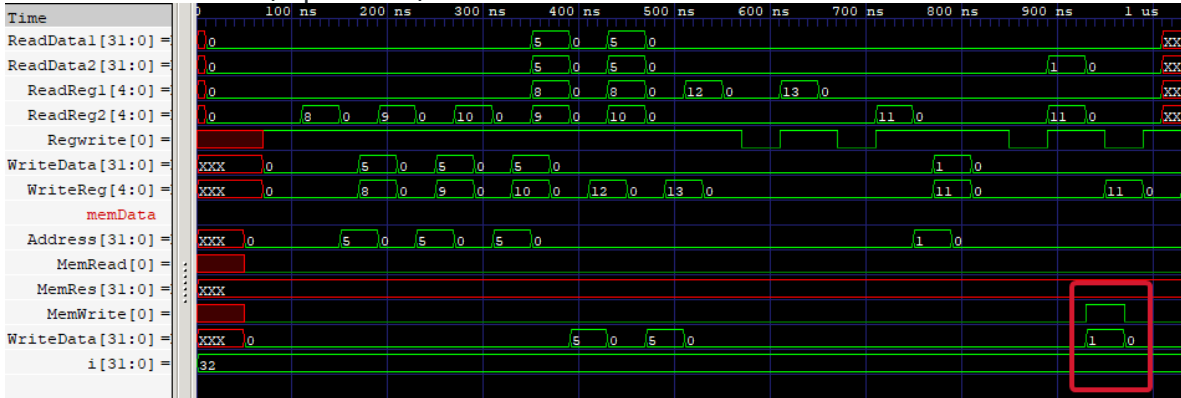 Time 0 100 ns 200 ns 300 ns 400 ns 500 ns 600 ns 700 ns 800 ns 900 ns 1 us
ReadData1[31:0] = 0 5 0 5 0 XX
ReadData2[31:0] = 0 5 0 5 0 1 0 XX
ReadReg1[4:0] = 0 8 0 8 0 12 0 13 0 XX
ReadReg2[4:0] = 0 8 0 9 0 10 0 9 0 10 0 11 0 11 0 XX
Regwrite[0] =
WriteData[31:0] = XXX 0 5 0 5 0 5 0 1 0
WriteReg[4:0] = XXX 0 8 0 9 0 10 0 12 0 13 0 11 0 11 0
memData
Address[31:0] = XXX 0 5 0 5 0 5 0 1 0
MemRead[0] =
MemRes[31:0] = XXX
MemWrite[0] =
WriteData[31:0] = XXX 0 5 0 5 0 1 0
i[31:0] = 32